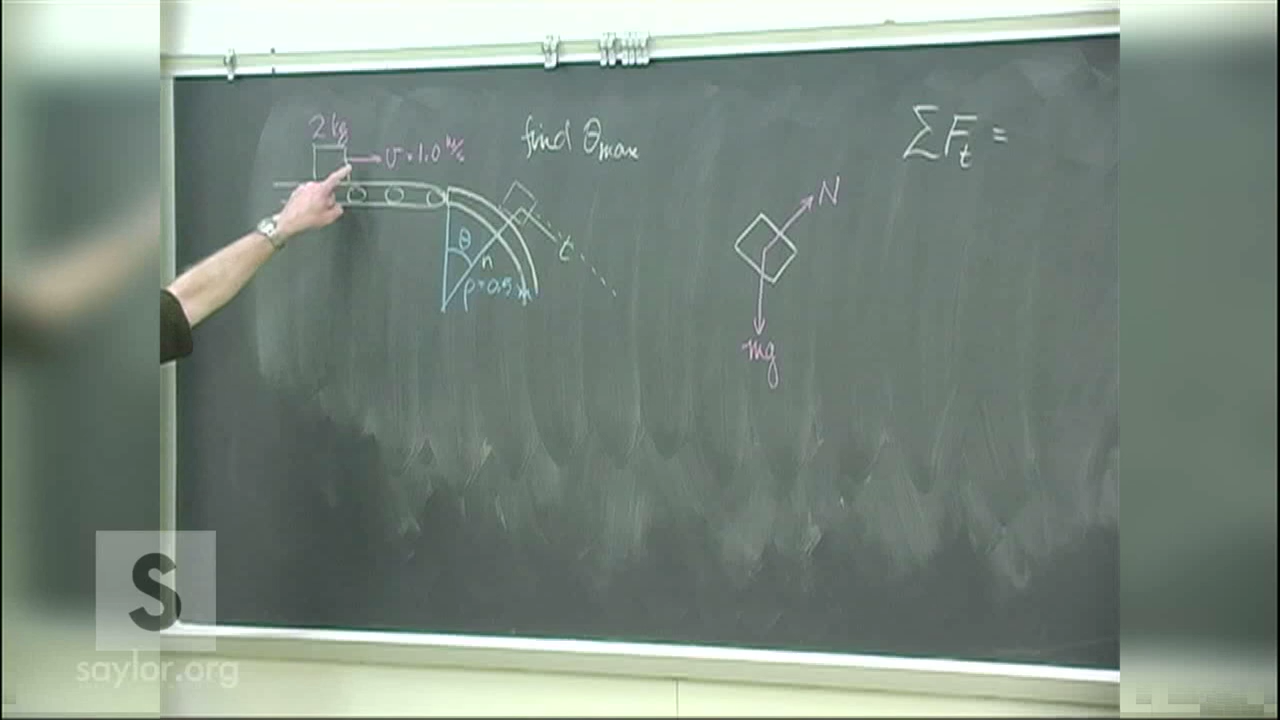 2 kg
v = 1.0 m/s
find θmax
ΣFt =
N
θ
n
t
ρ = 0.5 m
mg
S
saylor.org